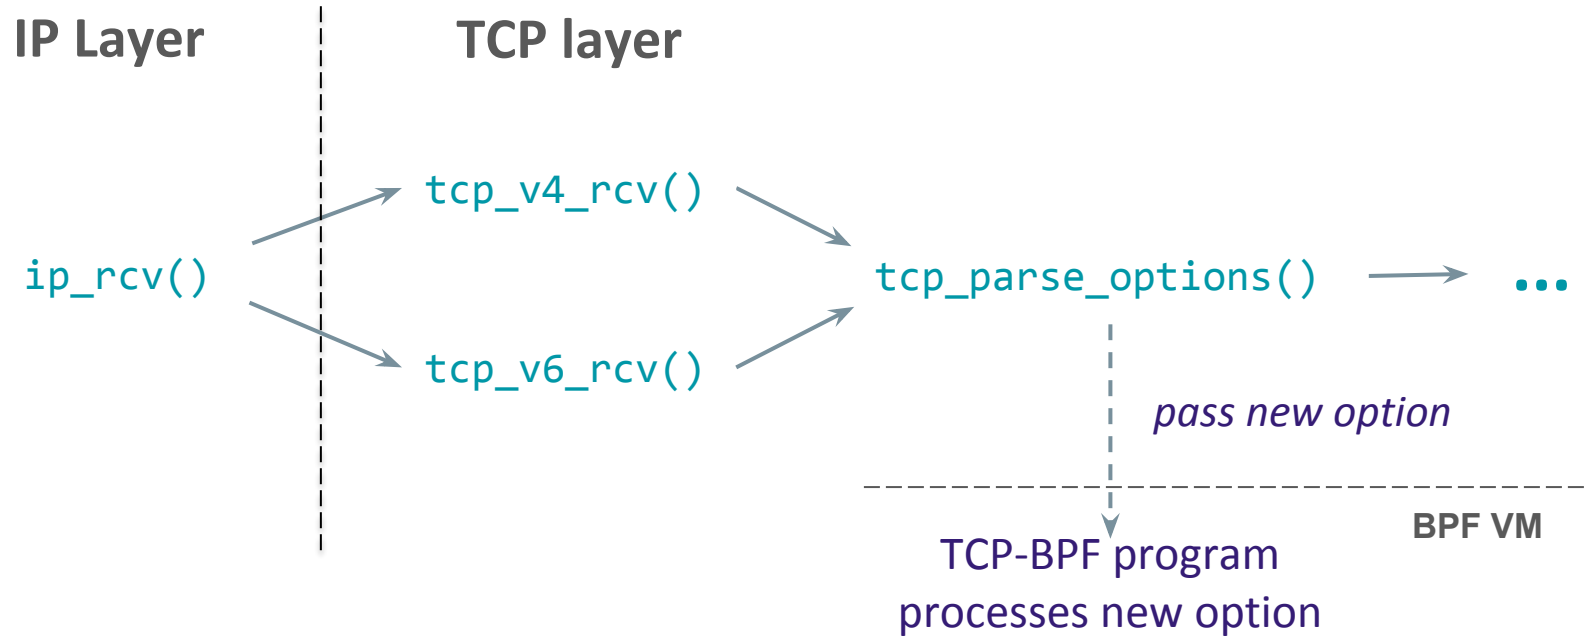 IP Layer
TCP layer
tcp_v4_rcv()
ip_rcv()
tcp_parse_options()
...
tcp_v6_rcv()
pass new option
BPF VM
TCP-BPF program
processes new option